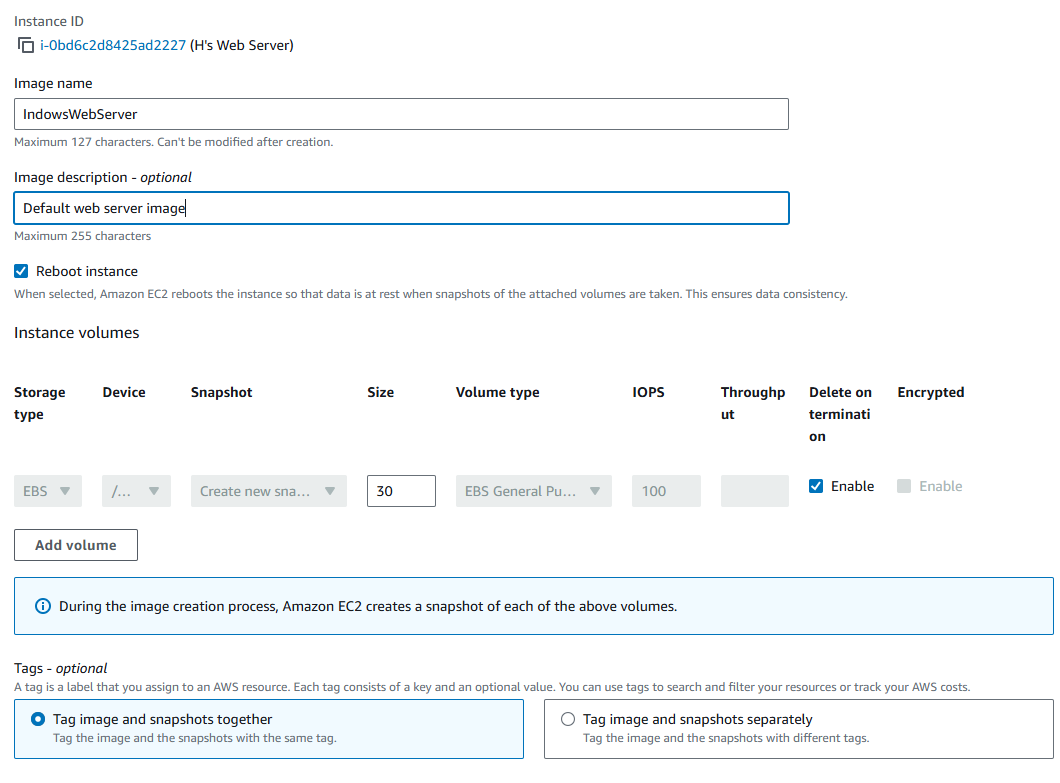 Instance ID
i-0bd6c2d8425ad2227 (H's Web Server)
Image name
IndowsWebServer
Maximum 127 characters. Can't be modified after creation.
Image description - optional
Default web server image
Maximum 255 characters
Reboot instance
When selected, Amazon EC2 reboots the instance so that data is at rest when snapshots of the attached volumes are taken. This ensures data consistency.
Instance volumes
Storage type Device Snapshot Size Volume type IOPS Throughput Delete on termination Encrypted
EBS /... Create new sna... 30 EBS General Pu... 100 Enable Enable
Add volume
During the image creation process, Amazon EC2 creates a snapshot of each of the above volumes.
Tags - optional
A tag is a label that you assign to an AWS resource. Each tag consists of a key and an optional value. You can use tags to search and filter your resources or track your AWS costs.
Tag image and snapshots together
Tag the image and the snapshots with the same tag.
Tag image and snapshots separately
Tag the image and the snapshots with different tags.